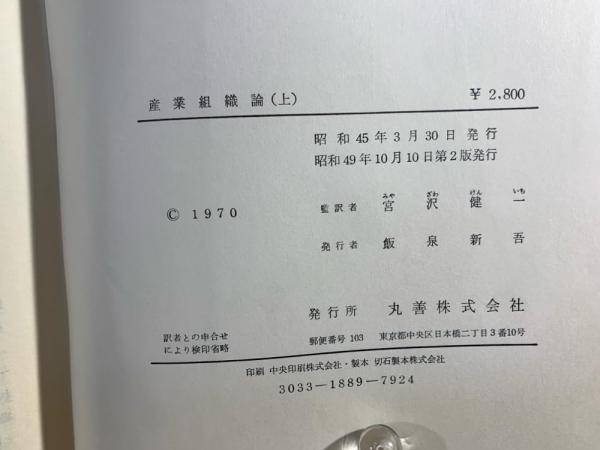 産業組織論(上) ¥2,800
昭和45年3月30日 発行
昭和49年10月10日第2版発行
© 1970
みや ざわ けん いち
監訳者 宮沢健一
発行者 飯泉新吾
発行所 丸善株式会社
郵便番号 103 東京都中央区日本橋二丁目3番10号
訳者との申合せ
により検印省略
印刷 中央印刷株式会社・製本 切石製本株式会社
3033—1889—7924